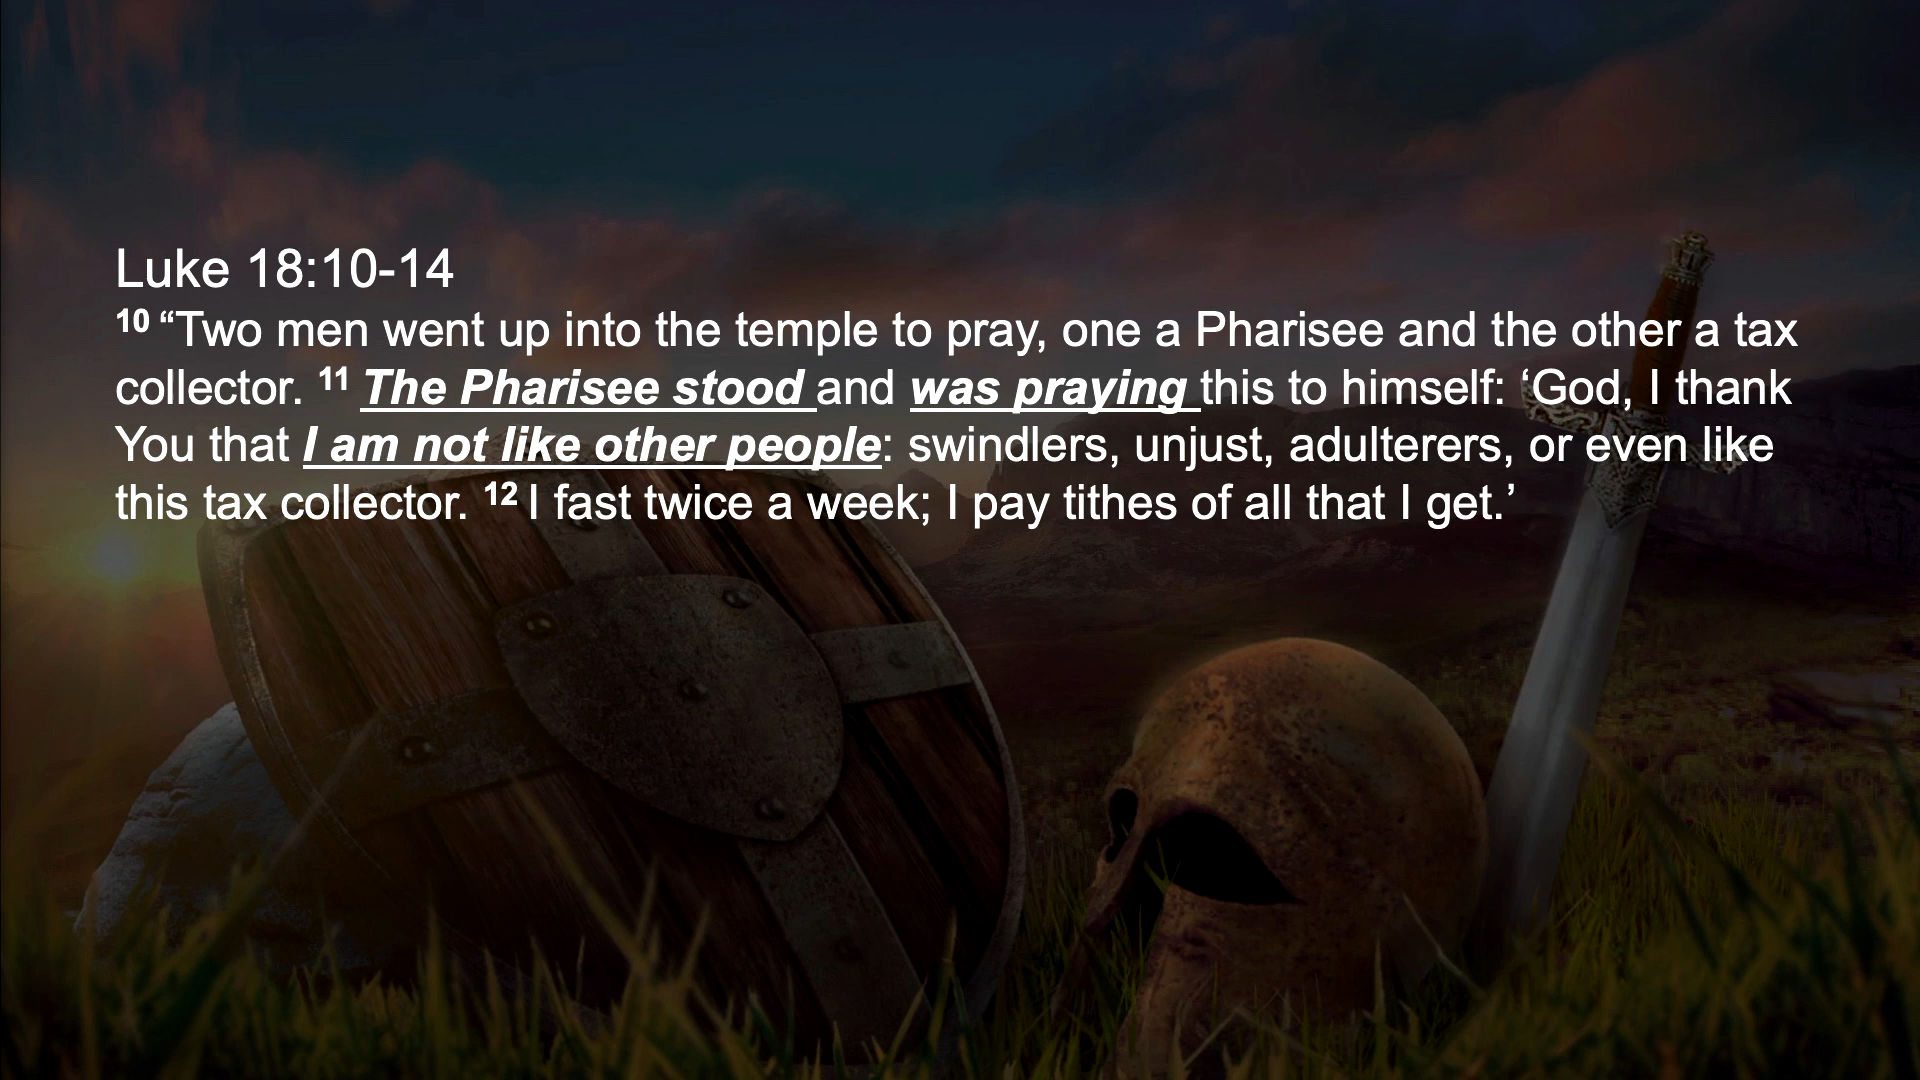 Luke 18:10-14
10 “Two men went up into the temple to pray, one a Pharisee and the other a tax
collector. 11 The Pharisee stood and was praying this to himself: ‘God, I thank
You that I am not like other people: swindlers, unjust, adulterers, or even like
this tax collector. 12 I fast twice a week; I pay tithes of all that I get.’